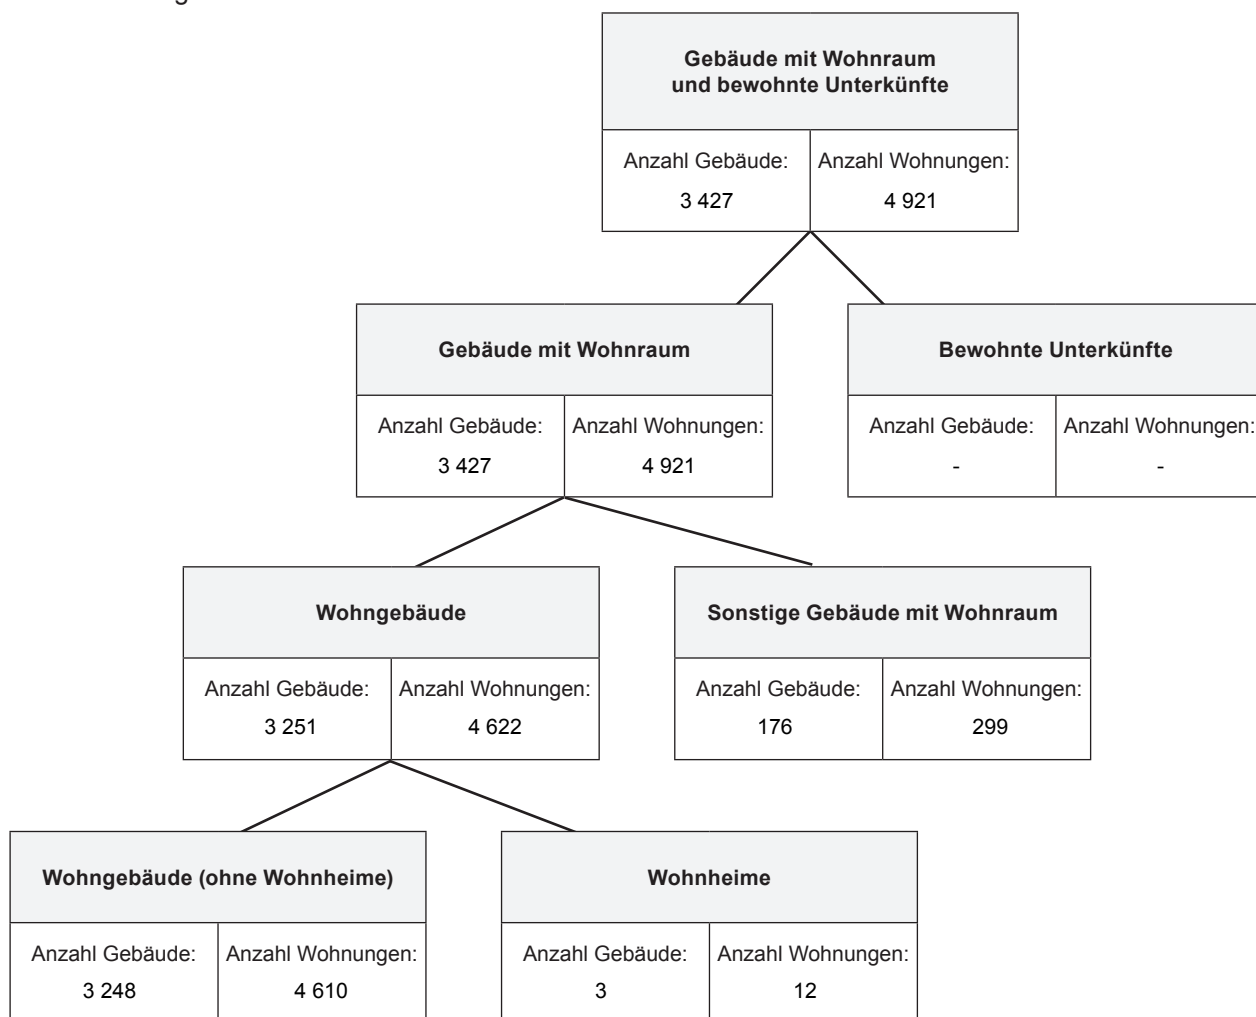 Gebäude mit Wohnraum
und bewohnte Unterkünfte
Anzahl Gebäude: Anzahl Wohnungen:
3 427 4 921
Gebäude mit Wohnraum
Anzahl Gebäude: Anzahl Wohnungen:
3 427 4 921
Bewohnte Unterkünfte
Anzahl Gebäude: Anzahl Wohnungen:
- -
Wohngebäude
Anzahl Gebäude: Anzahl Wohnungen:
3 251 4 622
Sonstige Gebäude mit Wohnraum
Anzahl Gebäude: Anzahl Wohnungen:
176 299
Wohngebäude (ohne Wohnheime)
Anzahl Gebäude: Anzahl Wohnungen:
3 248 4 610
Wohnheime
Anzahl Gebäude: Anzahl Wohnungen:
3 12